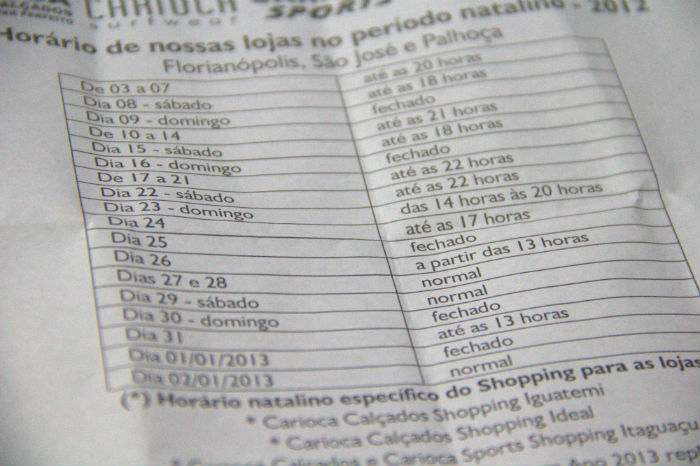 CALÇADOS CARIOCA
surfwear SPORTS
Horário de nossas lojas no período natalino - 2012
Florianópolis, São José e Palhoça
De 03 a 07 até as 20 horas
Dia 08 - sábado até as 18 horas
Dia 09 - domingo fechado
De 10 a 14 até as 21 horas
Dia 15 - sábado até as 18 horas
Dia 16 - domingo fechado
De 17 a 21 até as 22 horas
Dia 22 - sábado até as 22 horas
Dia 23 - domingo das 14 horas às 20 horas
Dia 24 até as 17 horas
Dia 25 fechado
Dia 26 a partir das 13 horas
Dias 27 e 28 normal
Dia 29 - sábado normal
Dia 30 - domingo fechado
Dia 31 até as 13 horas
Dia 01/01/2013 fechado
Dia 02/01/2013 normal
(*) Horário natalino específico do Shopping para as lojas
* Carioca Calçados Shopping Iguatemi
* Carioca Calçados Shopping Ideal
* Carioca Calçados e Carioca Sports Shopping Itaguaçu
Ano 2013